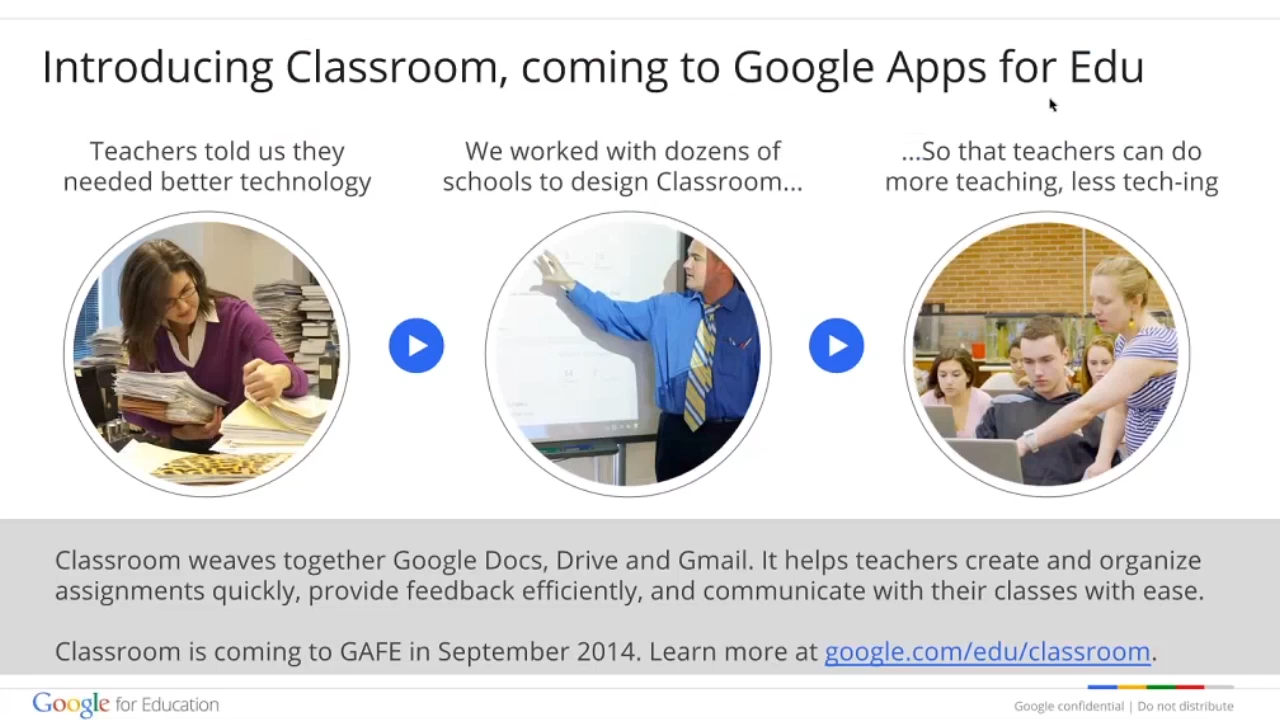 Introducing Classroom, coming to Google Apps for Edu
Teachers told us they
needed better technology
We worked with dozens of
schools to design Classroom...
...So that teachers can do
more teaching, less tech-ing
Classroom weaves together Google Docs, Drive and Gmail. It helps teachers create and organize
assignments quickly, provide feedback efficiently, and communicate with their classes with ease.
Classroom is coming to GAFE in September 2014. Learn more at google.com/edu/classroom.
Google for Education
Google confidential | Do not distribute